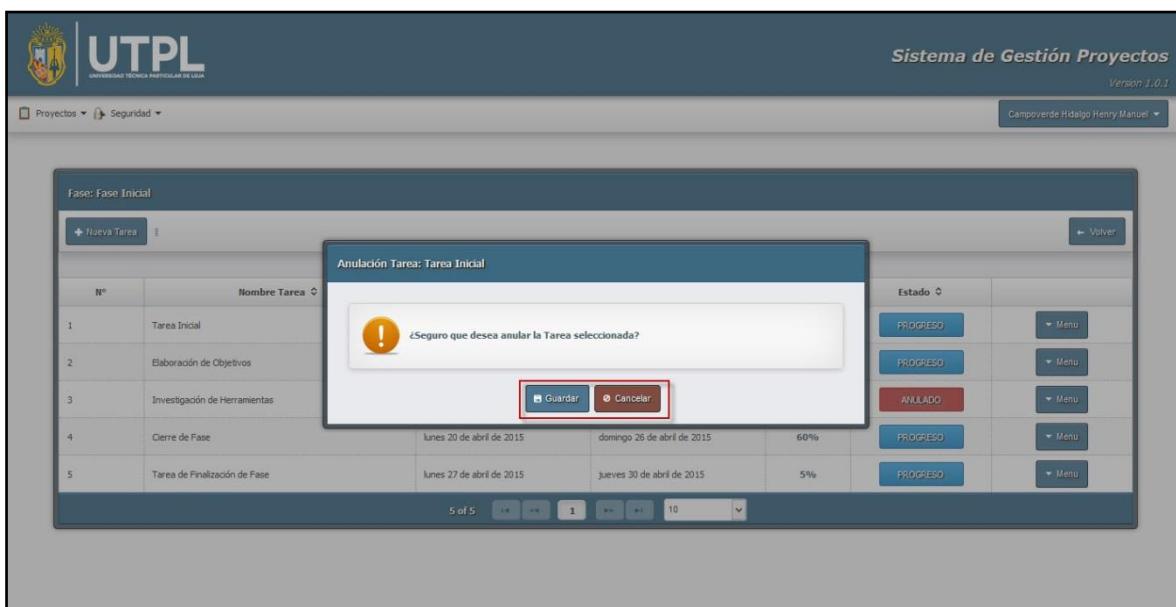 UTPL
UNIVERSIDAD TÉCNICA PARTICULAR DE LOJA
Sistema de Gestión Proyectos
Version 1.0.1
Proyectos Seguridad
Campoverde Hidalgo Henry Manuel
Fase: Fase Inicial
Nueva Tarea Volver
Anulación Tarea: Tarea Inicial
¿Seguro que desea anular la Tarea seleccionada?
Guardar Cancelar
Nº Nombre Tarea Estado
1 Tarea Inicial PROGRESO Menu
2 Elaboración de Objetivos PROGRESO Menu
3 Investigación de Herramientas ANULADO Menu
4 Cierre de Fase lunes 20 de abril de 2015 domingo 26 de abril de 2015 60% PROGRESO Menu
5 Tarea de Finalización de Fase lunes 27 de abril de 2015 jueves 30 de abril de 2015 5% PROGRESO Menu
5 of 5 1 10